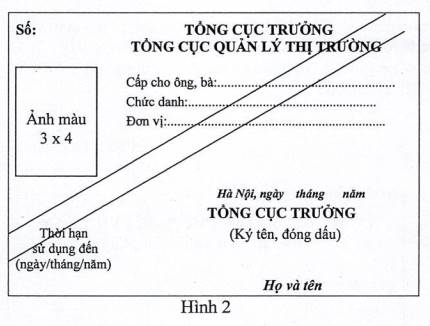 Số:
TỔNG CỤC TRƯỞNG
TỔNG CỤC QUẢN LÝ THỊ TRƯỜNG
Ảnh màu
3 x 4
Cấp cho ông, bà:...............................................
Chức danh:...................................................
Đơn vị:.........................................................
Hà Nội, ngày tháng năm
TỔNG CỤC TRƯỞNG
(Ký tên, đóng dấu)
Thời hạn
sử dụng đến
(ngày/tháng/năm)
Họ và tên
Hình 2